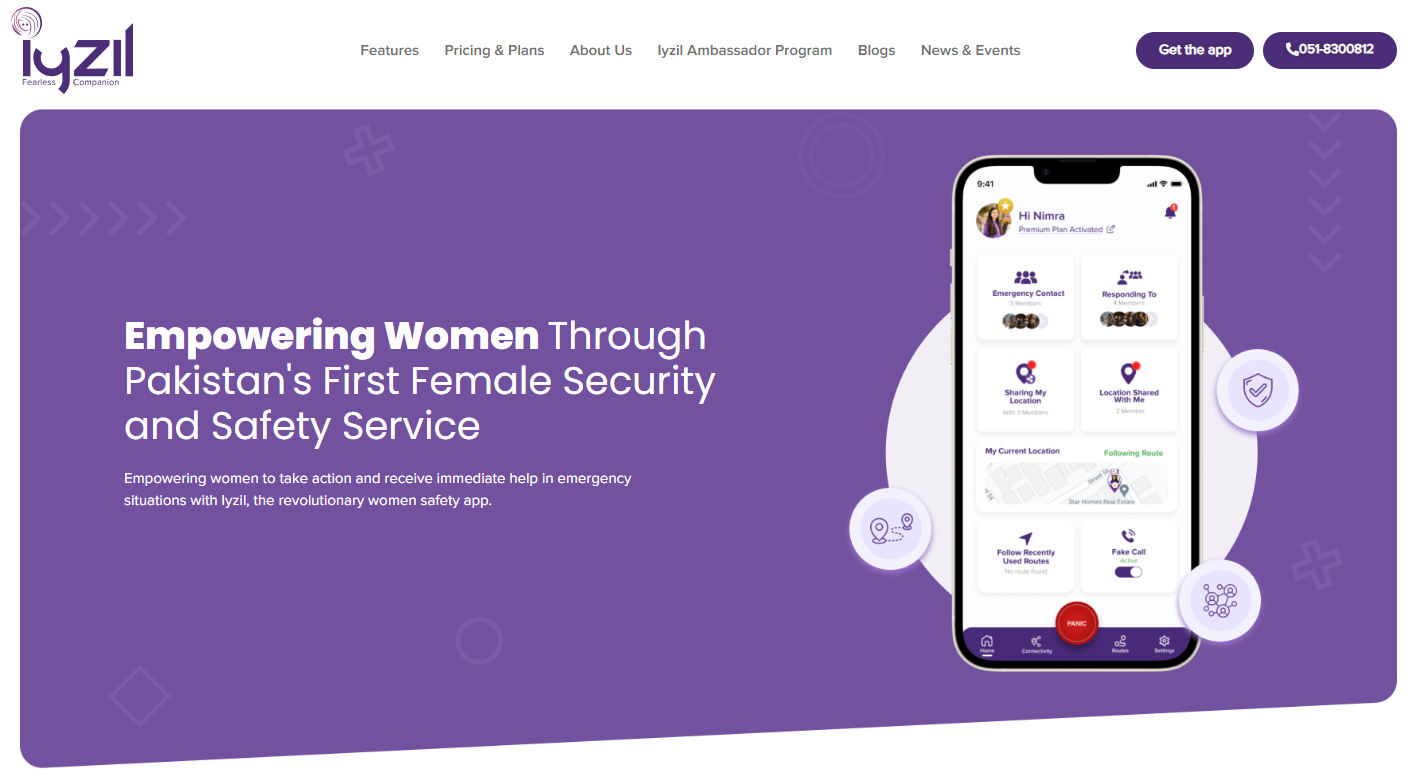 Iyzil
Fearless Companion
Features Pricing & Plans About Us Iyzil Ambassador Program Blogs News & Events
Get the app
051-8300812
Empowering Women Through
Pakistan's First Female Security
and Safety Service
Empowering women to take action and receive immediate help in emergency
situations with Iyzil, the revolutionary women safety app.
9:41
Hi Nimra
Premium Plan Activated
Emergency Contact
3 Members
Responding To
4 Members
Sharing My
Location
With 3 Members
Location Shared
With Me
2 Member
My Current Location
Following Route
Street
Star Homes Real Estate
Follow Recently
Used Routes
No route found
Fake Call
Active
PANIC
Home
Connectivity
Routes
Settings